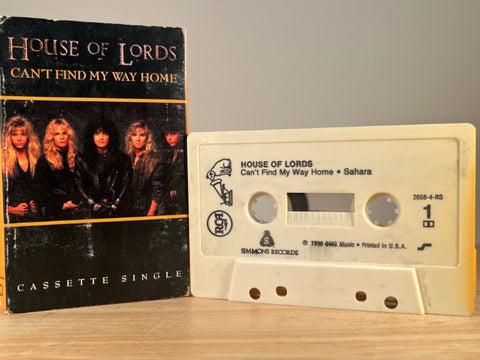 HOUSE OF LORDS
CAN'T FIND MY WAY HOME
CASSETTE SINGLE
HOUSE OF LORDS
Can't Find My Way Home • Sahara
2658-4-RS
1
RCA
SIMMONS RECORDS
℗ 1990 BMG Music • Printed in U.S.A.